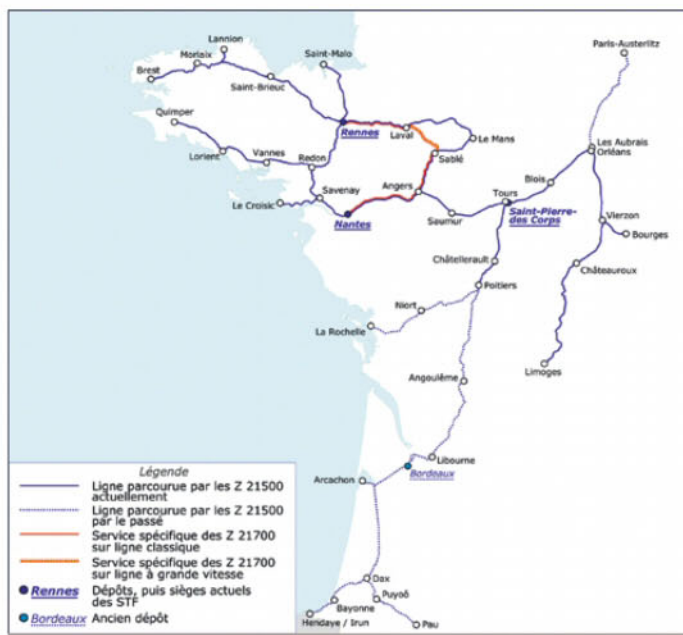 Paris-Austerlitz
Lannion
Morlaix
Saint-Malo
Brest
Saint-Brieuc
Quimper
Rennes
Laval
Le Mans
Les Aubrais
Orléans
Lorient
Vannes
Redon
Sablé
Blois
Savenay
Angers
Tours
Le Croisic
Saumur
Saint-Pierre-
des Corps
Vierzon
Nantes
Bourges
Châtellerault
Châteauroux
Poitiers
Niort
La Rochelle
Limoges
Angoulême
Libourne
Bordeaux
Arcachon
Dax
Puyoô
Bayonne
Hendaye / Irun
Pau
Légende
Ligne parcourue par les Z 21500
actuellement
Ligne parcourue par les Z 21500
par le passé
Service spécifique des Z 21700
sur ligne classique
Service spécifique des Z 21700
sur ligne à grande vitesse
Rennes Dépôts, puis sièges actuels
des STF
Bordeaux Ancien dépôt